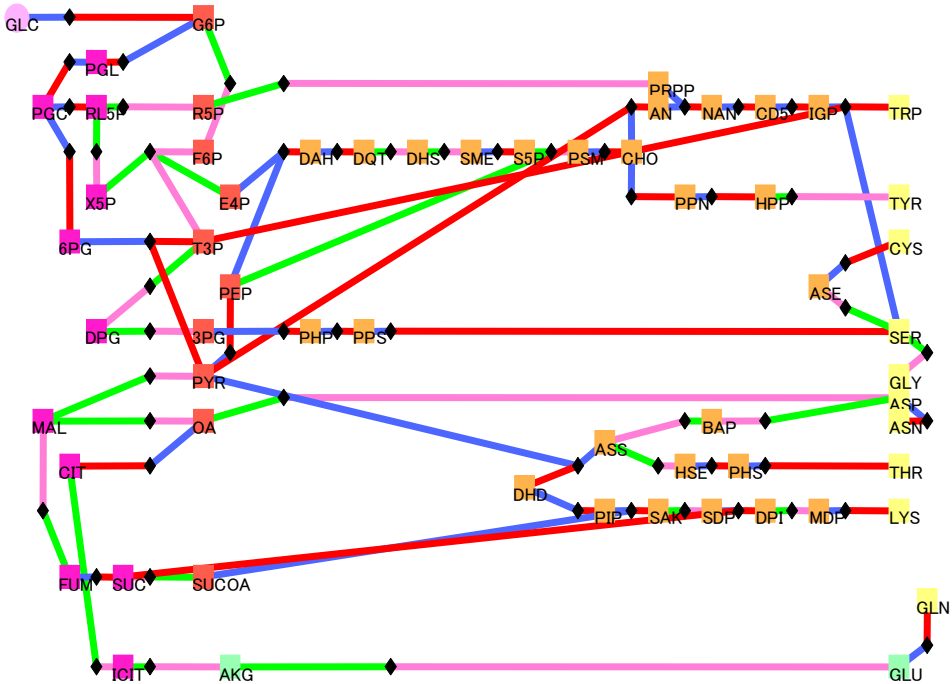 GLC G6P
PGL
PRPP
PGC RL5P R5P AN NAN CD5 IGP TRP
F6P DAH DQT DHS SME S5P PSM CHO
X5P E4P PPN HPP TYR
6PG T3P CYS
PEP ASE
DPG 3PG PHP PPS SER
PYR GLY
ASP
MAL OA BAP ASN
ASS
CIT HSE PHS THR
DHD
PIP SAK SDP DPI MDP LYS
FUM SUC SUCOA
GLN
ICIT AKG GLU